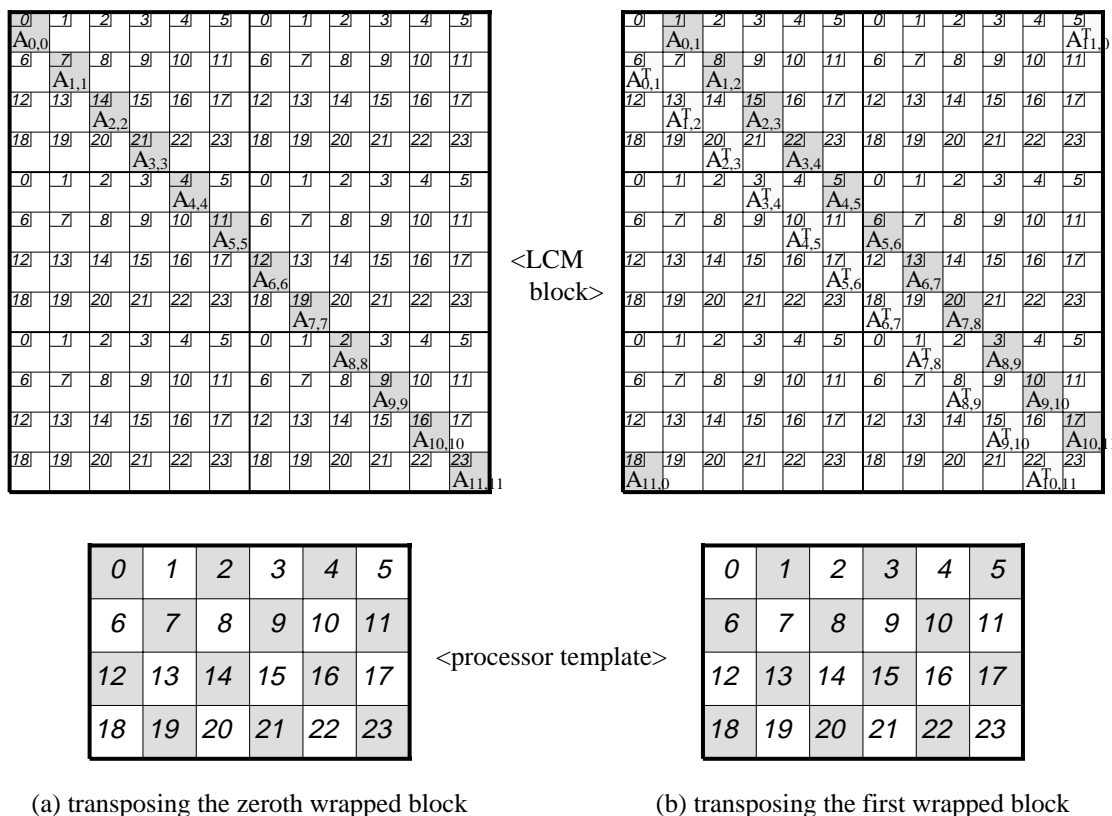 0 1 2 3 4 5 0 1 2 3 4 5
A0,0
6 7 8 9 10 11 6 7 8 9 10 11
A1,1
12 13 14 15 16 17 12 13 14 15 16 17
A2,2
18 19 20 21 22 23 18 19 20 21 22 23
A3,3
0 1 2 3 4 5 0 1 2 3 4 5
A4,4
6 7 8 9 10 11 6 7 8 9 10 11
A5,5
12 13 14 15 16 17 12 13 14 15 16 17
A6,6
18 19 20 21 22 23 18 19 20 21 22 23
A7,7
0 1 2 3 4 5 0 1 2 3 4 5
A8,8
6 7 8 9 10 11 6 7 8 9 10 11
A9,9
12 13 14 15 16 17 12 13 14 15 16 17
A10,10
18 19 20 21 22 23 18 19 20 21 22 23
A11,11
<LCM
block>
0 1 2 3 4 5 0 1 2 3 4 5
A0,1 A^T11,0
6 7 8 9 10 11 6 7 8 9 10 11
A^T0,1 A1,2
12 13 14 15 16 17 12 13 14 15 16 17
A^T1,2 A2,3
18 19 20 21 22 23 18 19 20 21 22 23
A^T2,3 A3,4
0 1 2 3 4 5 0 1 2 3 4 5
A^T3,4 A4,5
6 7 8 9 10 11 6 7 8 9 10 11
A^T4,5 A5,6
12 13 14 15 16 17 12 13 14 15 16 17
A^T5,6 A6,7
18 19 20 21 22 23 18 19 20 21 22 23
A^T6,7 A7,8
0 1 2 3 4 5 0 1 2 3 4 5
A^T7,8 A8,9
6 7 8 9 10 11 6 7 8 9 10 11
A^T8,9 A9,10
12 13 14 15 16 17 12 13 14 15 16 17
A^T9,10 A10,11
18 19 20 21 22 23 18 19 20 21 22 23
A11,0 A^T10,11
0 1 2 3 4 5
6 7 8 9 10 11
12 13 14 15 16 17
18 19 20 21 22 23
<processor template>
0 1 2 3 4 5
6 7 8 9 10 11
12 13 14 15 16 17
18 19 20 21 22 23
(a) transposing the zeroth wrapped block
(b) transposing the first wrapped block